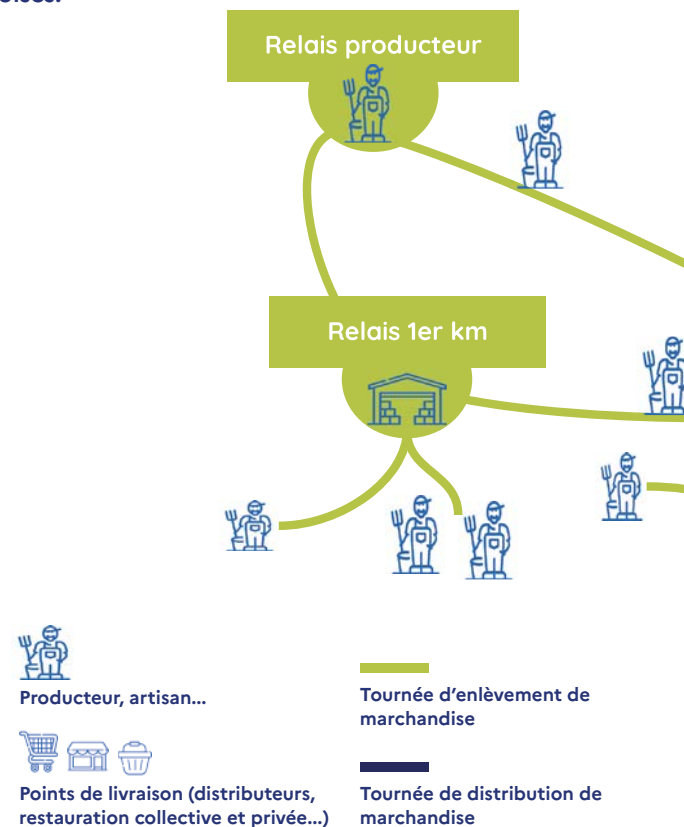 Relais producteur
Relais 1er km
Producteur, artisan...
Tournée d'enlèvement de
marchandise
Points de livraison (distributeurs,
restauration collective et privée...)
Tournée de distribution de
marchandise